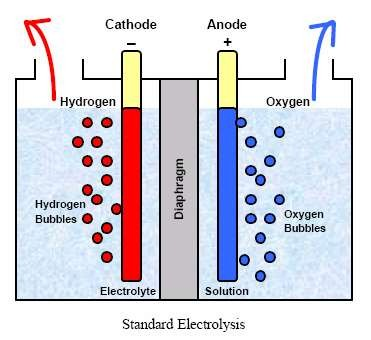 Cathode
Anode
–
+
Hydrogen
Oxygen
Diaphragm
Hydrogen
Bubbles
Oxygen
Bubbles
Electrolyte
Solution
Standard Electrolysis